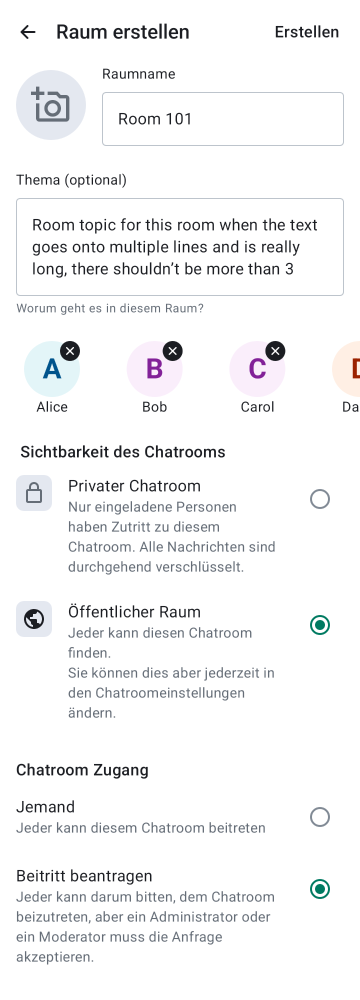 Raum erstellen
Erstellen
Raumname
Room 101
Thema (optional)
Room topic for this room when the text
goes onto multiple lines and is really
long, there shouldn’t be more than 3
Worum geht es in diesem Raum?
A B C D
Alice Bob Carol Da
Sichtbarkeit des Chatrooms
Privater Chatroom
Nur eingeladene Personen
haben Zutritt zu diesem
Chatroom. Alle Nachrichten sind
durchgehend verschlüsselt.
Öffentlicher Raum
Jeder kann diesen Chatroom
finden.
Sie können dies aber jederzeit in
den Chatroomeinstellungen
ändern.
Chatroom Zugang
Jemand
Jeder kann diesem Chatroom beitreten
Beitritt beantragen
Jeder kann darum bitten, dem Chatroom
beizutreten, aber ein Administrator oder
ein Moderator muss die Anfrage
akzeptieren.